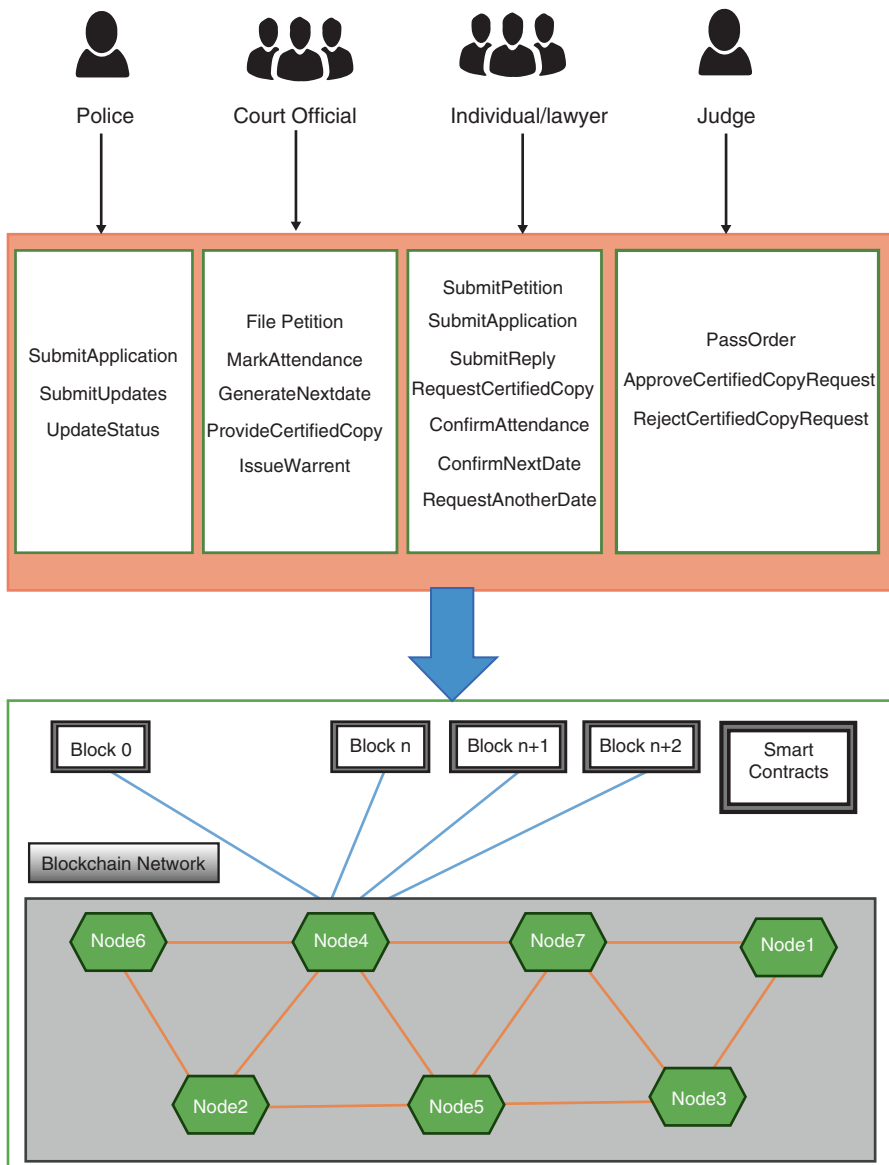 Police
Court Official
Individual/lawyer
Judge
SubmitApplication
SubmitUpdates
UpdateStatus
File Petition
MarkAttendance
GenerateNextdate
ProvideCertifiedCopy
IssueWarrent
SubmitPetition
SubmitApplication
SubmitReply
RequestCertifiedCopy
ConfirmAttendance
ConfirmNextDate
RequestAnotherDate
PassOrder
ApproveCertifiedCopyRequest
RejectCertifiedCopyRequest
Block 0
Block n
Block n+1
Block n+2
Smart
Contracts
Blockchain Network
Node6
Node4
Node7
Node1
Node2
Node5
Node3